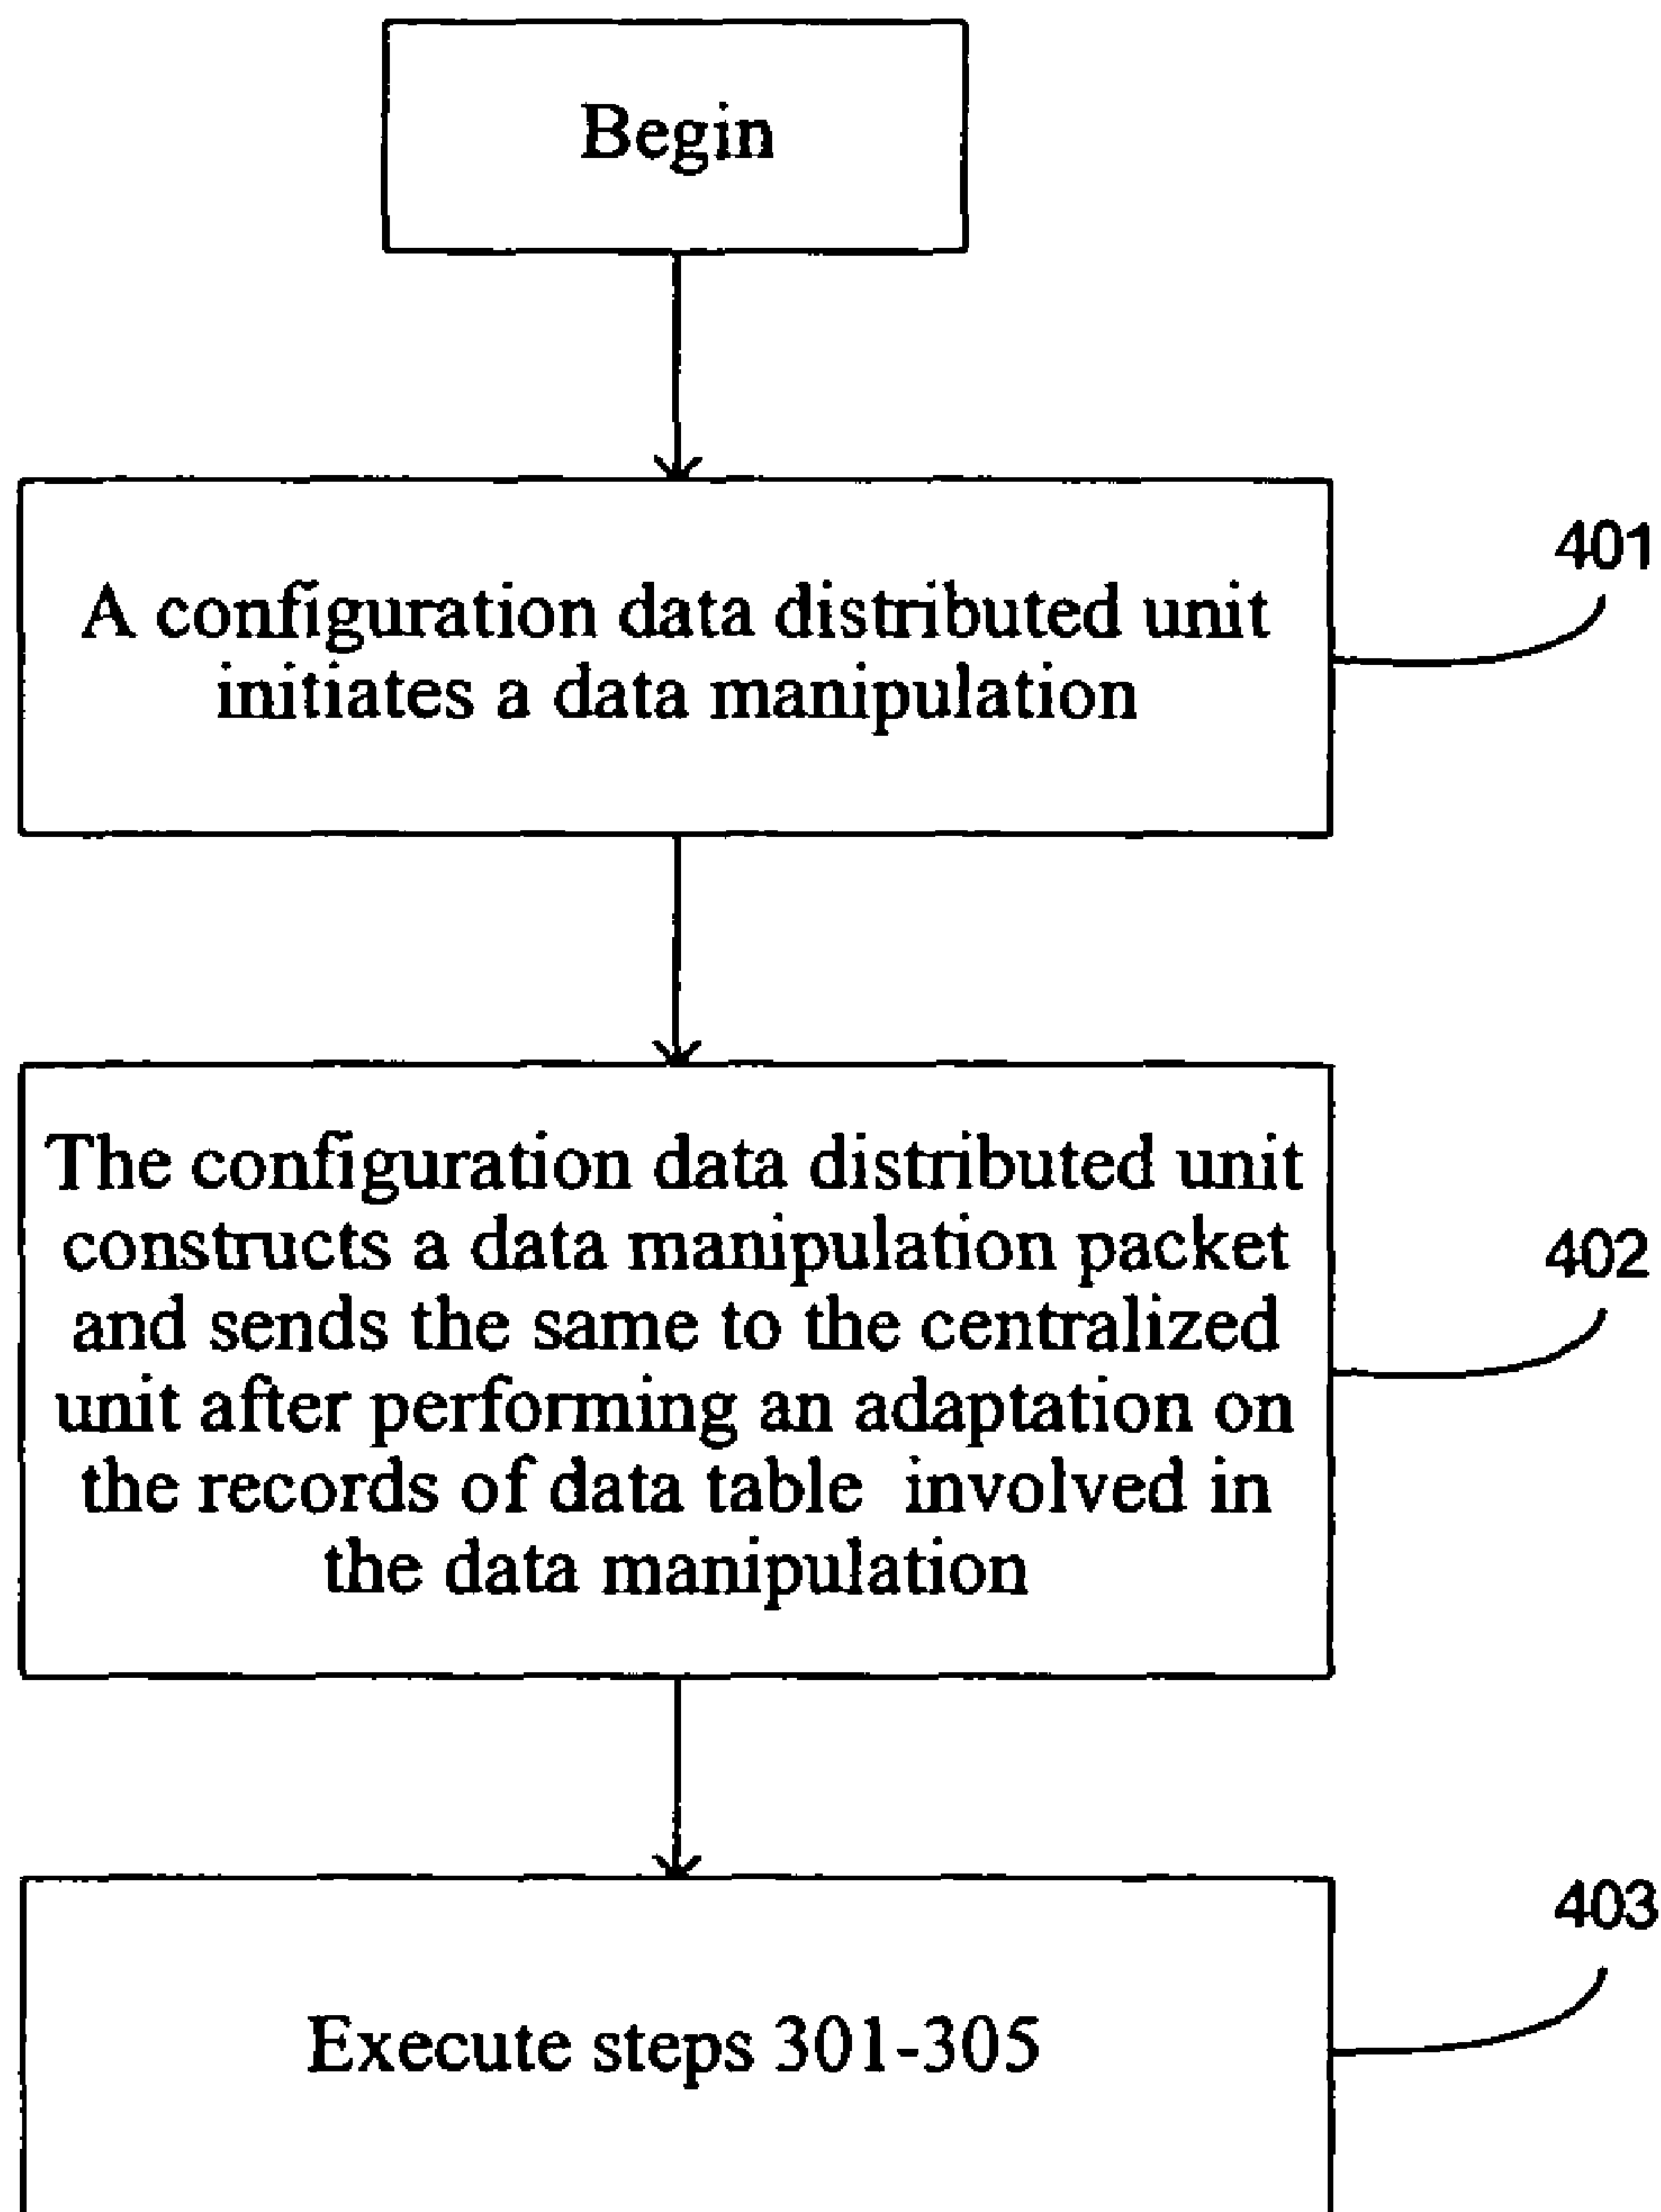 Begin
A configuration data distributed unit
initiates a data manipulation
401
The configuration data distributed unit
constructs a data manipulation packet
and sends the same to the centralized
unit after performing an adaptation on
the records of data table involved in
the data manipulation
402
Execute steps 301-305
403